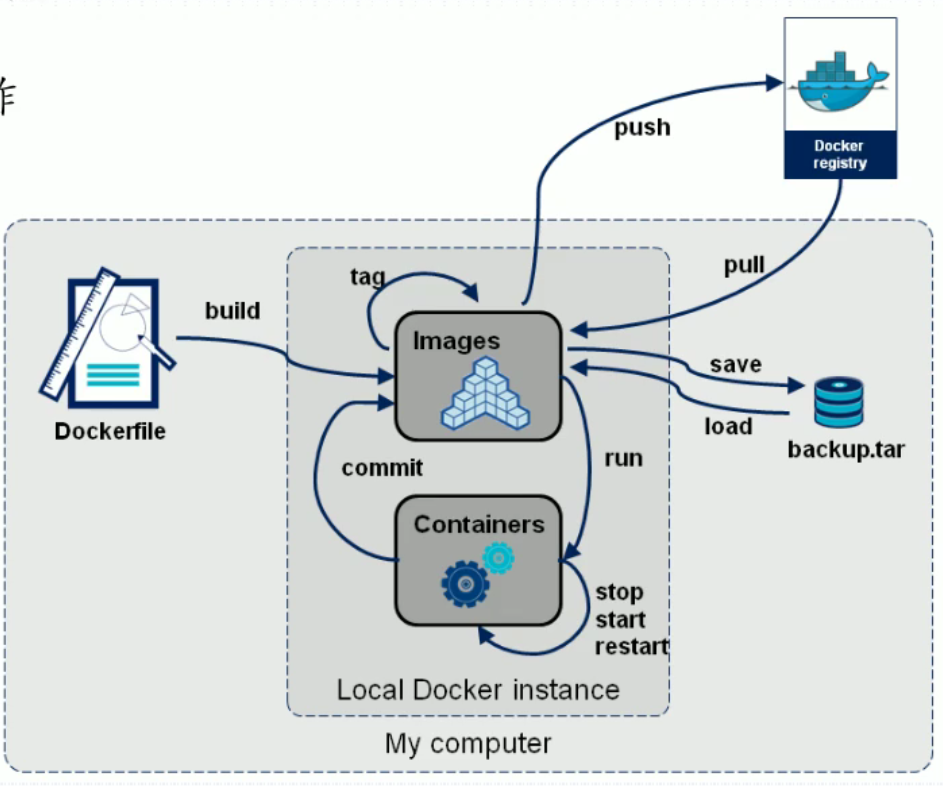 push
Docker
registry
pull
tag
build
Images
save
load
backup.tar
Dockerfile
commit
run
Containers
stop
start
restart
Local Docker instance
My computer